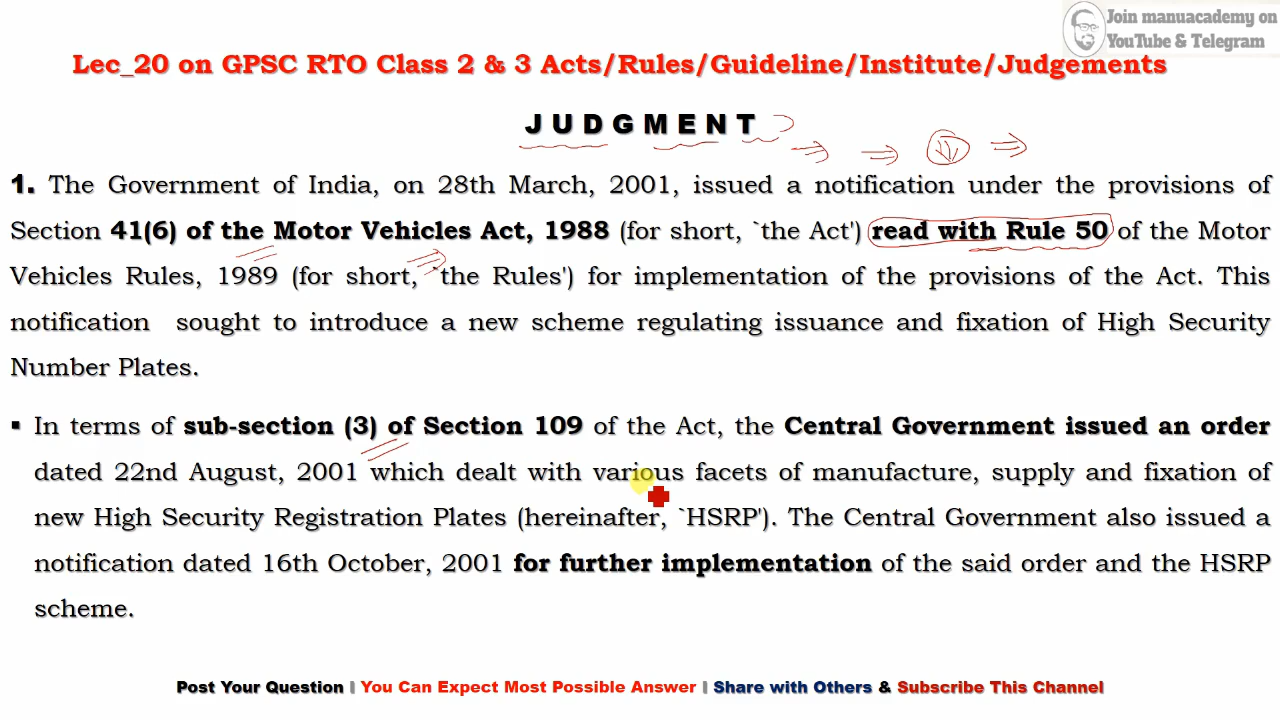 Join manuacademy on
YouTube & Telegram
Lec_20 on GPSC RTO Class 2 & 3 Acts/Rules/Guideline/Institute/Judgements
J U D G M E N T
1. The Government of India, on 28th March, 2001, issued a notification under the provisions of
Section 41(6) of the Motor Vehicles Act, 1988 (for short, `the Act') read with Rule 50 of the Motor
Vehicles Rules, 1989 (for short, `the Rules') for implementation of the provisions of the Act. This
notification sought to introduce a new scheme regulating issuance and fixation of High Security
Number Plates.
▪ In terms of sub-section (3) of Section 109 of the Act, the Central Government issued an order
dated 22nd August, 2001 which dealt with various facets of manufacture, supply and fixation of
new High Security Registration Plates (hereinafter, `HSRP'). The Central Government also issued a
notification dated 16th October, 2001 for further implementation of the said order and the HSRP
scheme.
Post Your Question | You Can Expect Most Possible Answer | Share with Others & Subscribe This Channel